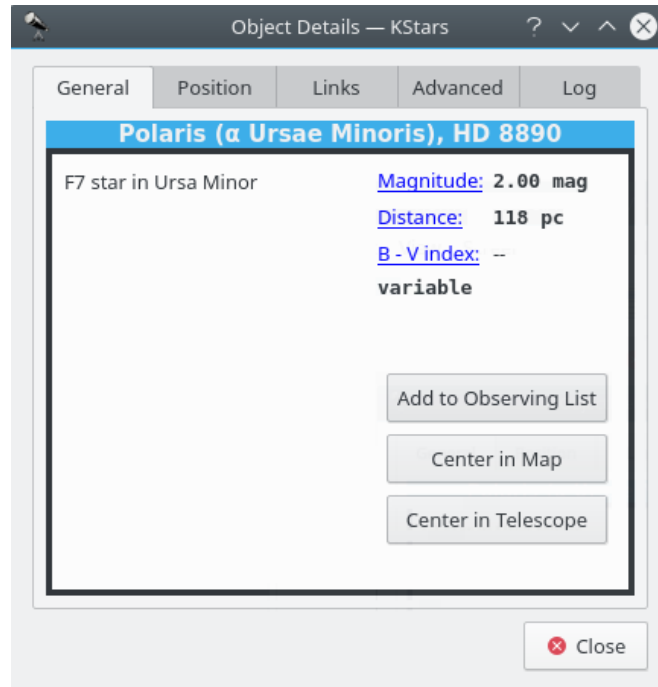 Object Details — KStars
General Position Links Advanced Log
Polaris (α Ursae Minoris), HD 8890
F7 star in Ursa Minor
Magnitude: 2.00 mag
Distance: 118 pc
B - V index: --
variable
Add to Observing List
Center in Map
Center in Telescope
Close